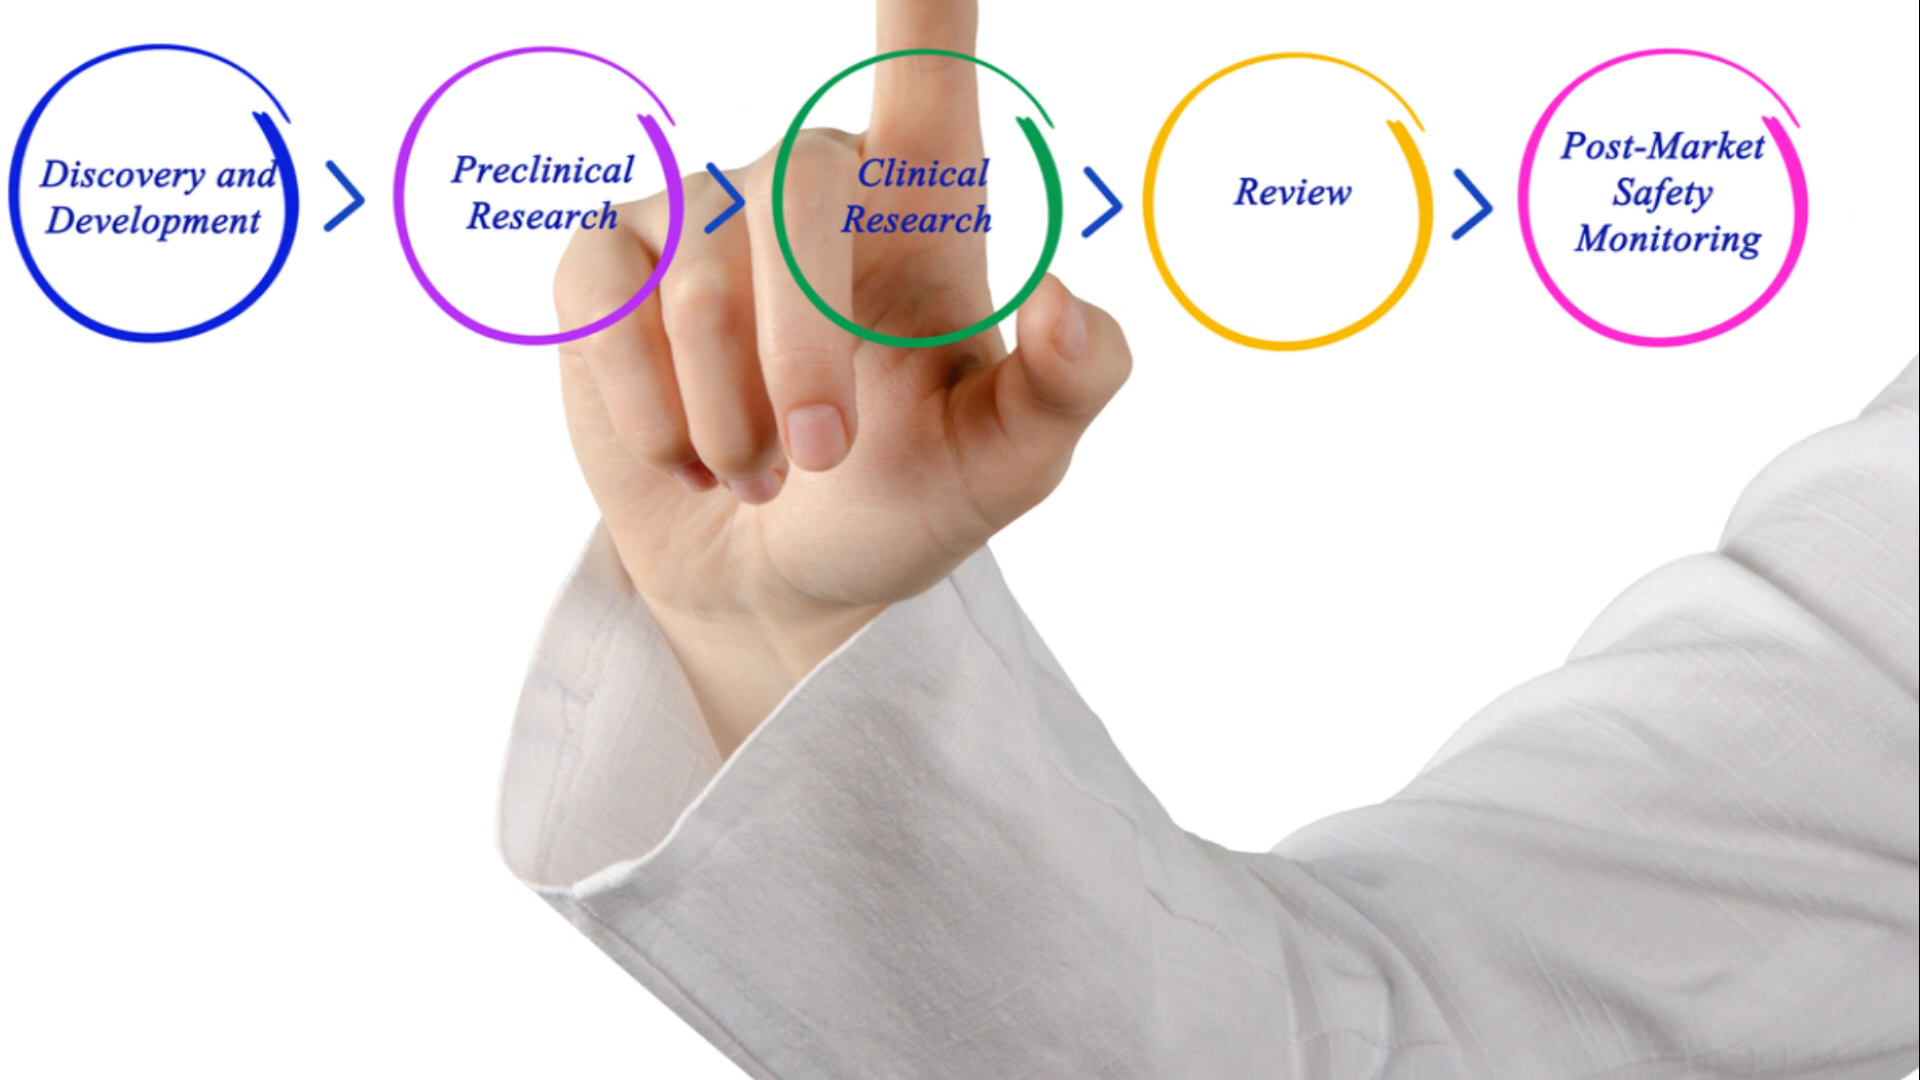 Discovery and
Development
Preclinical
Research
Clinical
Research
Review
Post-Market
Safety
Monitoring